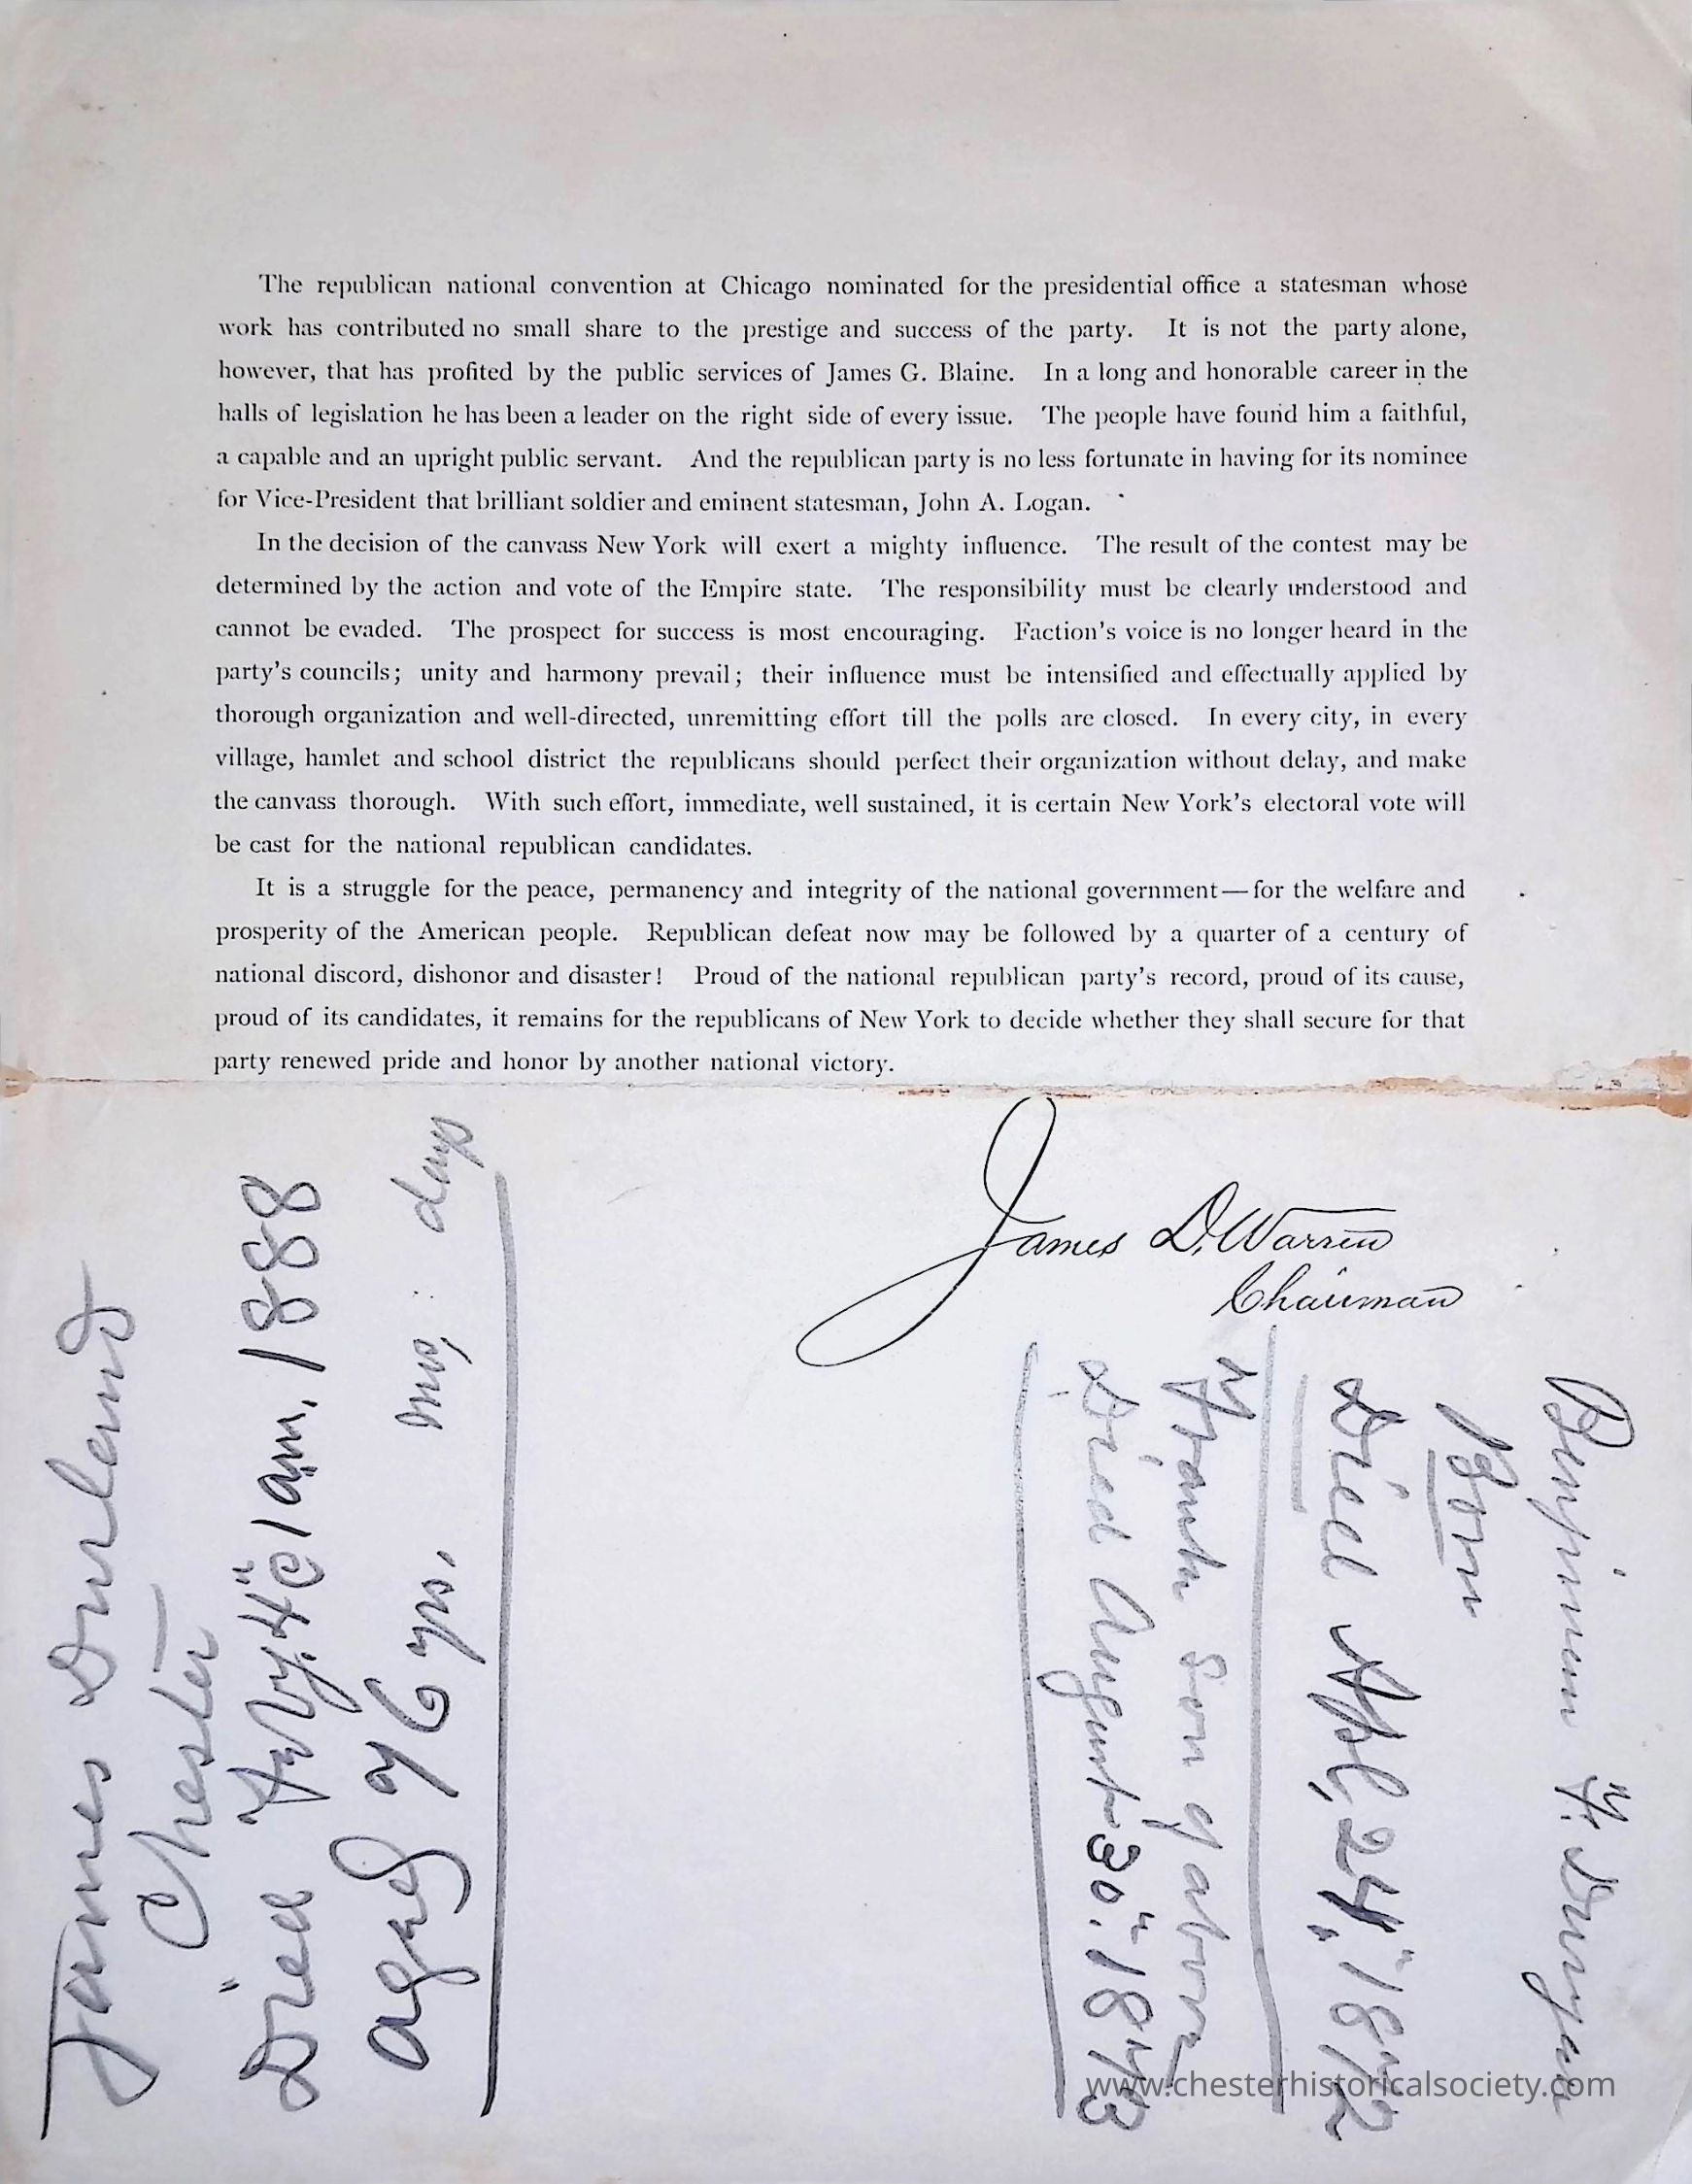 The republican national convention at Chicago nominated for the presidential office a statesman whose
work has contributed no small share to the prestige and success of the party. It is not the party alone,
however, that has profited by the public services of James G. Blaine. In a long and honorable career in the
halls of legislation he has been a leader on the right side of every issue. The people have found him a faithful,
a capable and an upright public servant. And the republican party is no less fortunate in having for its nominee
for Vice-President that brilliant soldier and eminent statesman, John A. Logan.
In the decision of the canvass New York will exert a mighty influence. The result of the contest may be
determined by the action and vote of the Empire state. The responsibility must be clearly understood and
cannot be evaded. The prospect for success is most encouraging. Faction's voice is no longer heard in the
party's councils; unity and harmony prevail; their influence must be intensified and effectually applied by
thorough organization and well-directed, unremitting effort till the polls are closed. In every city, in every
village, hamlet and school district the republicans should perfect their organization without delay, and make
the canvass thorough. With such effort, immediate, well sustained, it is certain New York's electoral vote will
be cast for the national republican candidates.
It is a struggle for the peace, permanency and integrity of the national government—for the welfare and
prosperity of the American people. Republican defeat now may be followed by a quarter of a century of
national discord, dishonor and disaster! Proud of the national republican party's record, proud of its cause,
proud of its candidates, it remains for the republicans of New York to decide whether they shall secure for that
party renewed pride and honor by another national victory.
James D. Warren
Chairman
James Durland
Chester
Died 4" 1 am. 1888
aged 76 yrs. mo, days
Benjiman F. Duryea
Born
Died 24," 1872
Frank Son of above
Died August 30". 1873
www.chesterhistoricalsociety.com